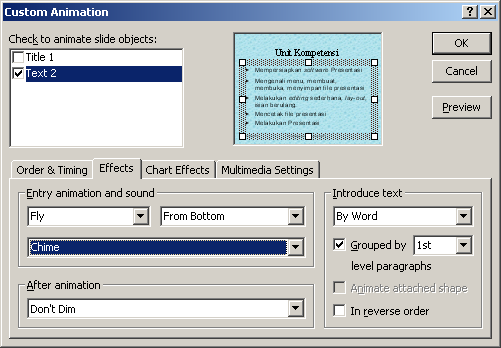 Custom Animation
Check to animate slide objects:
Title 1
Text 2
Unit Kompetensi
Mempersiapkan software Presentasi
Mengenali menu, membuat,
membuka, menyimpan file presentasi
Melakukan editing sederhana, lay-out,
isian berulang.
Mencetak file presentasi
Melakukan Presentasi
OK
Cancel
Preview
Order & Timing
Effects
Chart Effects
Multimedia Settings
Entry animation and sound
Fly
From Bottom
Chime
After animation
Don't Dim
Introduce text
By Word
Grouped by
1st
level paragraphs
Animate attached shape
In reverse order